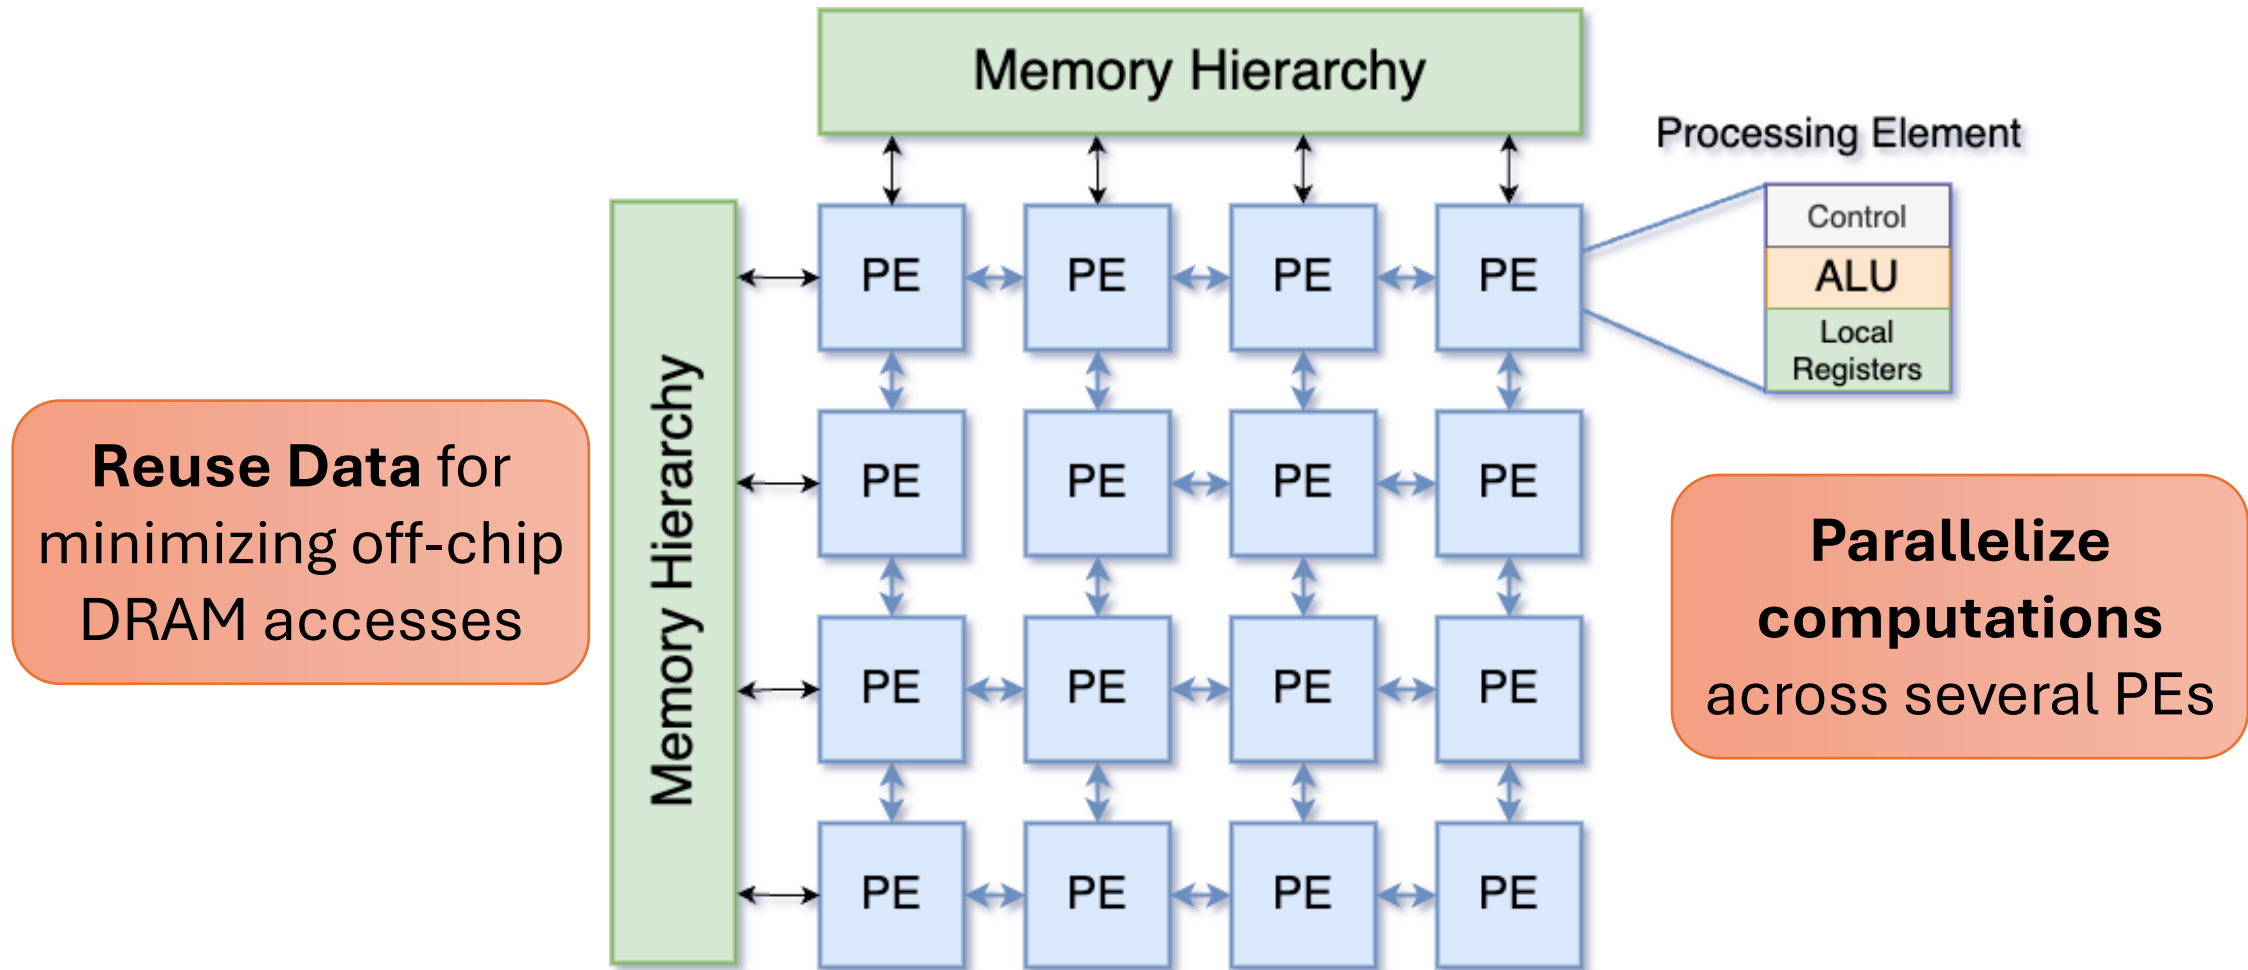 Memory Hierarchy
Processing Element
Control
ALU
Local
Registers
Memory Hierarchy
PE PE PE PE
PE PE PE PE
PE PE PE PE
PE PE PE PE
Reuse Data for
minimizing off-chip
DRAM accesses
Parallelize
computations
across several PEs